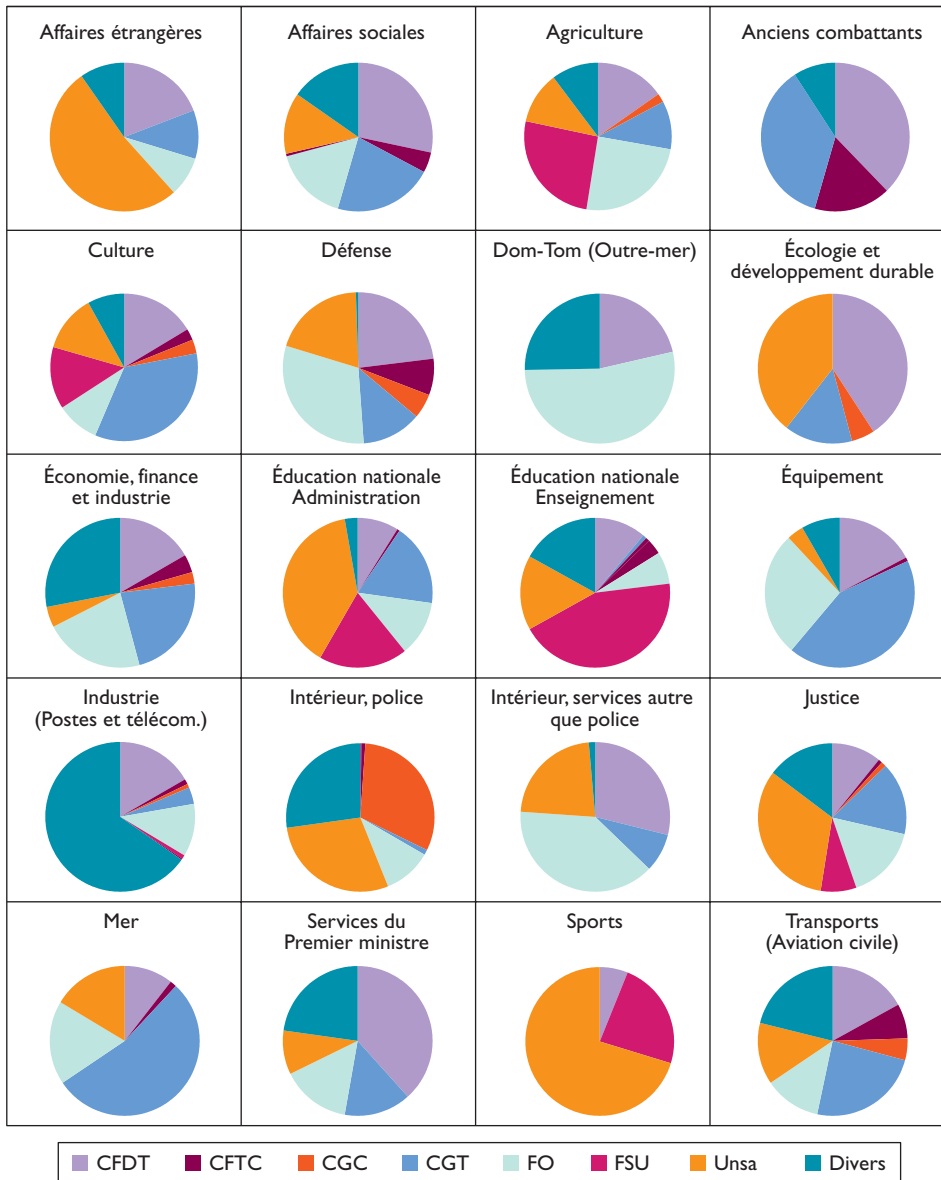 Affaires étrangères
Affaires sociales
Agriculture
Anciens combattants
Culture
Défense
Dom-Tom (Outre-mer)
Écologie et
développement durable
Économie, finance
et industrie
Éducation nationale
Administration
Éducation nationale
Enseignement
Équipement
Industrie
(Postes et télécom.)
Intérieur, police
Intérieur, services autre
que police
Justice
Mer
Services du
Premier ministre
Sports
Transports
(Aviation civile)
CFDT CFTC CGC CGT FO FSU Unsa Divers